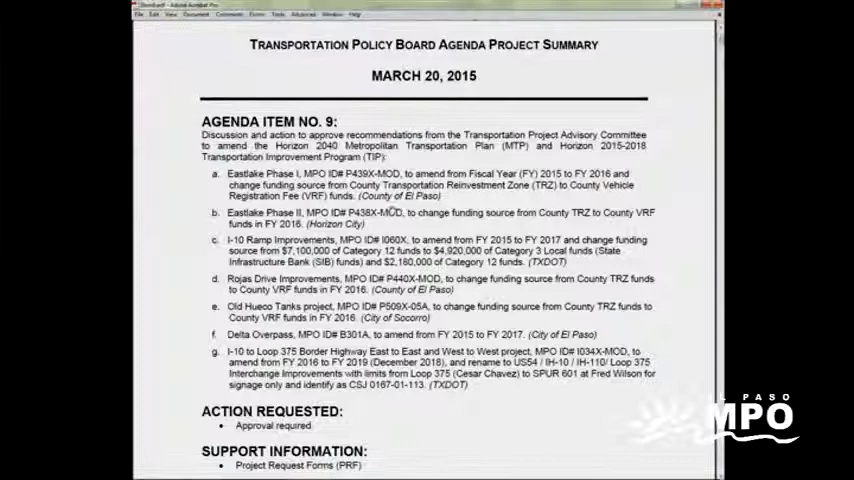 File Edit View Document Comments Forms Tools Advanced Window Help
TRANSPORTATION POLICY BOARD AGENDA PROJECT SUMMARY
MARCH 20, 2015
AGENDA ITEM NO. 9:
Discussion and action to approve recommendations from the Transportation Project Advisory Committee
to amend the Horizon 2040 Metropolitan Transportation Plan (MTP) and Horizon 2015-2018
Transportation Improvement Program (TIP):
a. Eastlake Phase I, MPO ID# P439X-MOD, to amend from Fiscal Year (FY) 2015 to FY 2016 and
change funding source from County Transportation Reinvestment Zone (TRZ) to County Vehicle
Registration Fee (VRF) funds. (County of El Paso)
b. Eastlake Phase II, MPO ID# P438X-MOD, to change funding source from County TRZ to County VRF
funds in FY 2016. (Horizon City)
c. I-10 Ramp Improvements, MPO ID# I060X, to amend from FY 2015 to FY 2017 and change funding
source from $7,100,000 of Category 12 funds to $4,920,000 of Category 3 Local funds (State
Infrastructure Bank (SIB) funds) and $2,180,000 of Category 12 funds. (TXDOT)
d. Rojas Drive Improvements, MPO ID# P440X-MOD, to change funding source from County TRZ funds
to County VRF funds in FY 2016. (County of El Paso)
e. Old Hueco Tanks project, MPO ID# P509X-05A, to change funding source from County TRZ funds to
County VRF funds in FY 2016. (City of Socorro)
f. Delta Overpass, MPO ID# B301A, to amend from FY 2015 to FY 2017. (City of El Paso)
g. I-10 to Loop 375 Border Highway East to East and West to West project, MPO ID# I034X-MOD, to
amend from FY 2016 to FY 2019 (December 2018), and rename to US54 / IH-10 / IH-110/ Loop 375
Interchange Improvements with limits from Loop 375 (Cesar Chavez) to SPUR 601 at Fred Wilson for
signage only and identify as CSJ 0167-01-113. (TXDOT)
ACTION REQUESTED:
• Approval required
SUPPORT INFORMATION:
• Project Request Forms (PRF)
EL PASO
MPO